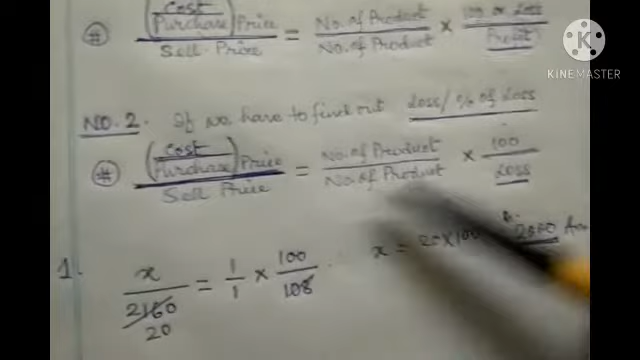 # (Cost/Purchase) Price / Sell. Price = No. of Product / No. of Product × 100 or Loss / Profit
KINEMASTER
NO.2. If we have to find out Loss/% of Loss
# (Cost/Purchase) Price / Sell Price = No. of Product / No. of Product × 100 / Loss
1. x / 2160 20 = 1/1 × 100/108 x = 20×100 2000 An